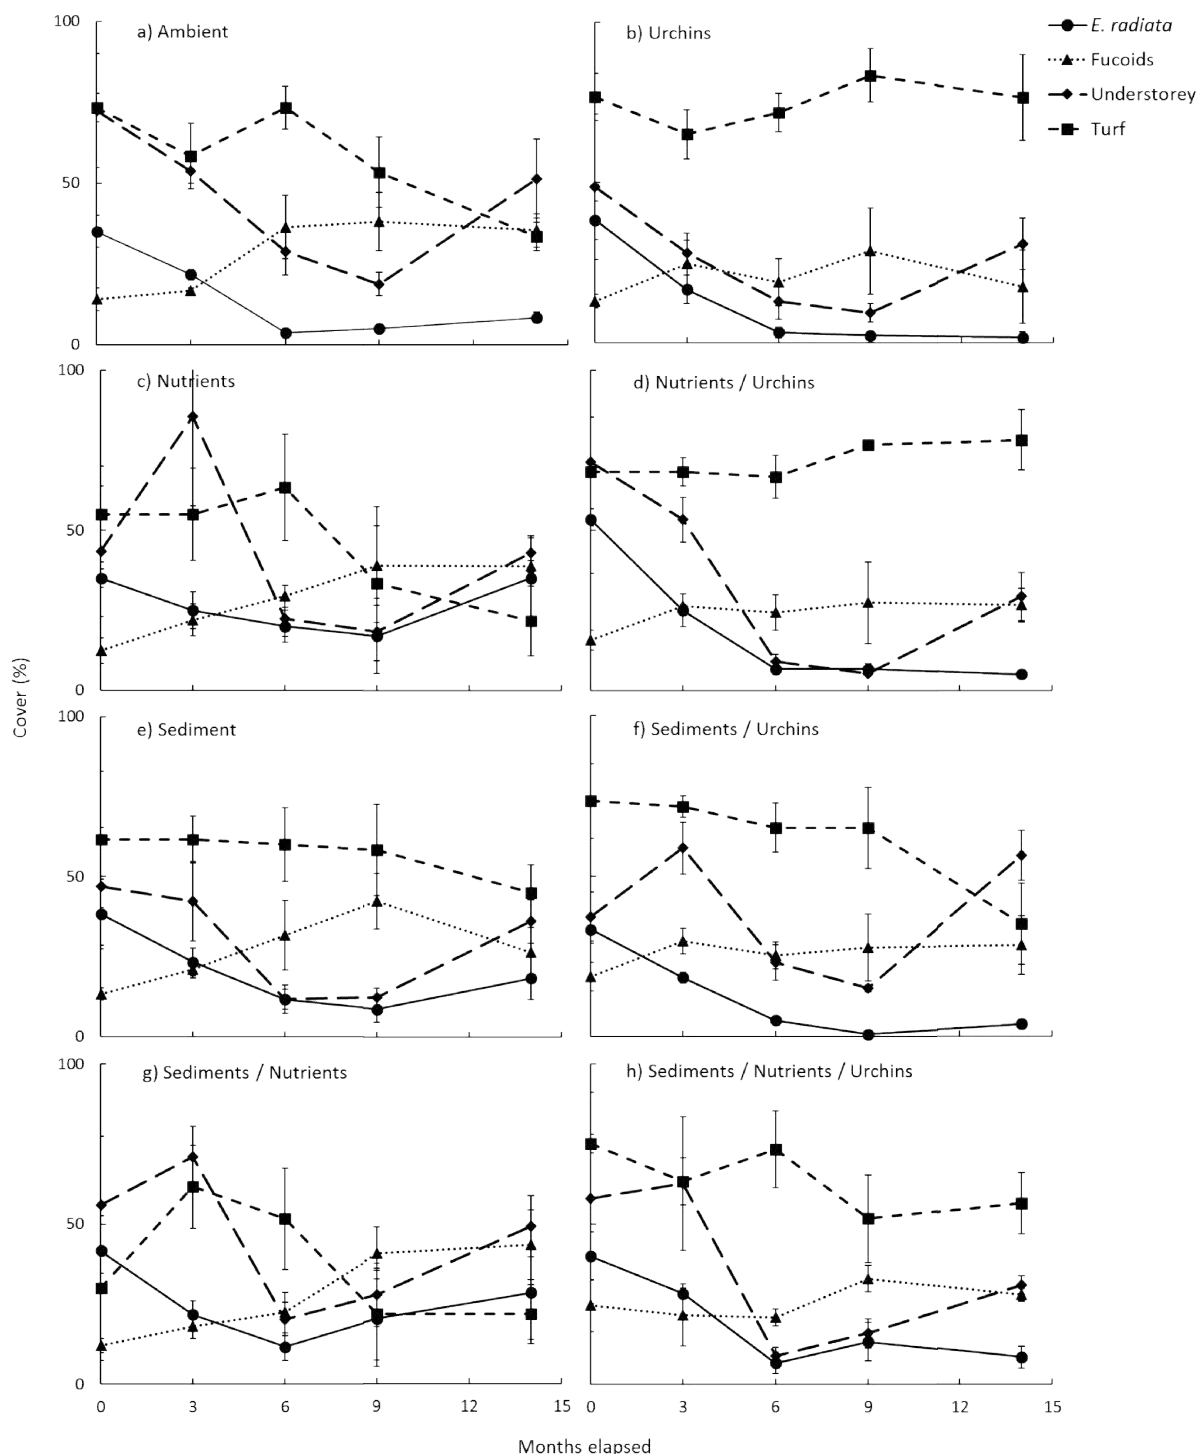 100
a) Ambient
b) Urchins
E. radiata
Fucoids
Understorey
Turf
50
0
100
c) Nutrients
d) Nutrients / Urchins
50
0
Cover (%)
100
e) Sediment
f) Sediments / Urchins
50
0
100
g) Sediments / Nutrients
h) Sediments / Nutrients / Urchins
50
0
0 3 6 9 12 15
0 3 6 9 12 15
Months elapsed